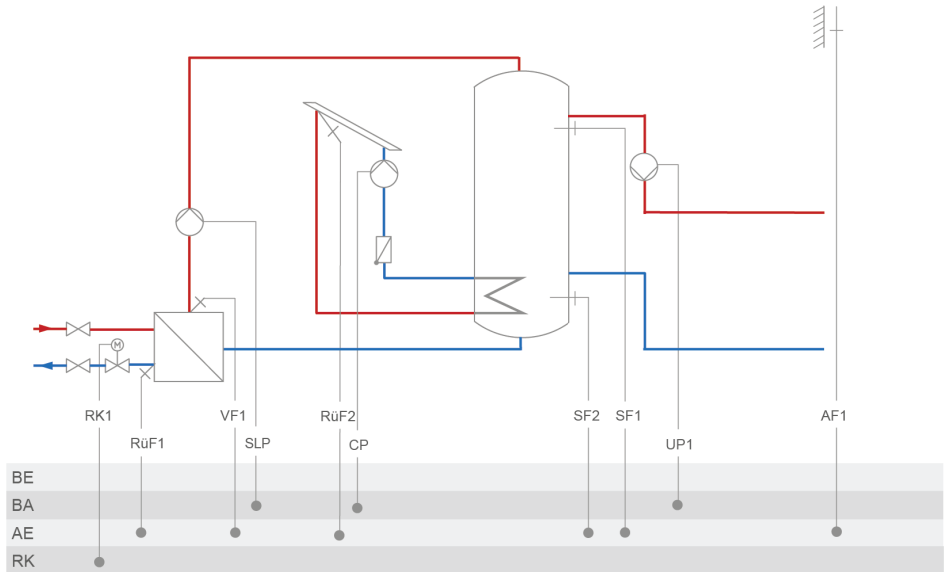 M
RK1
VF1
RüF2
SF2
SF1
AF1
RüF1
SLP
CP
UP1
BE
BA
AE
RK